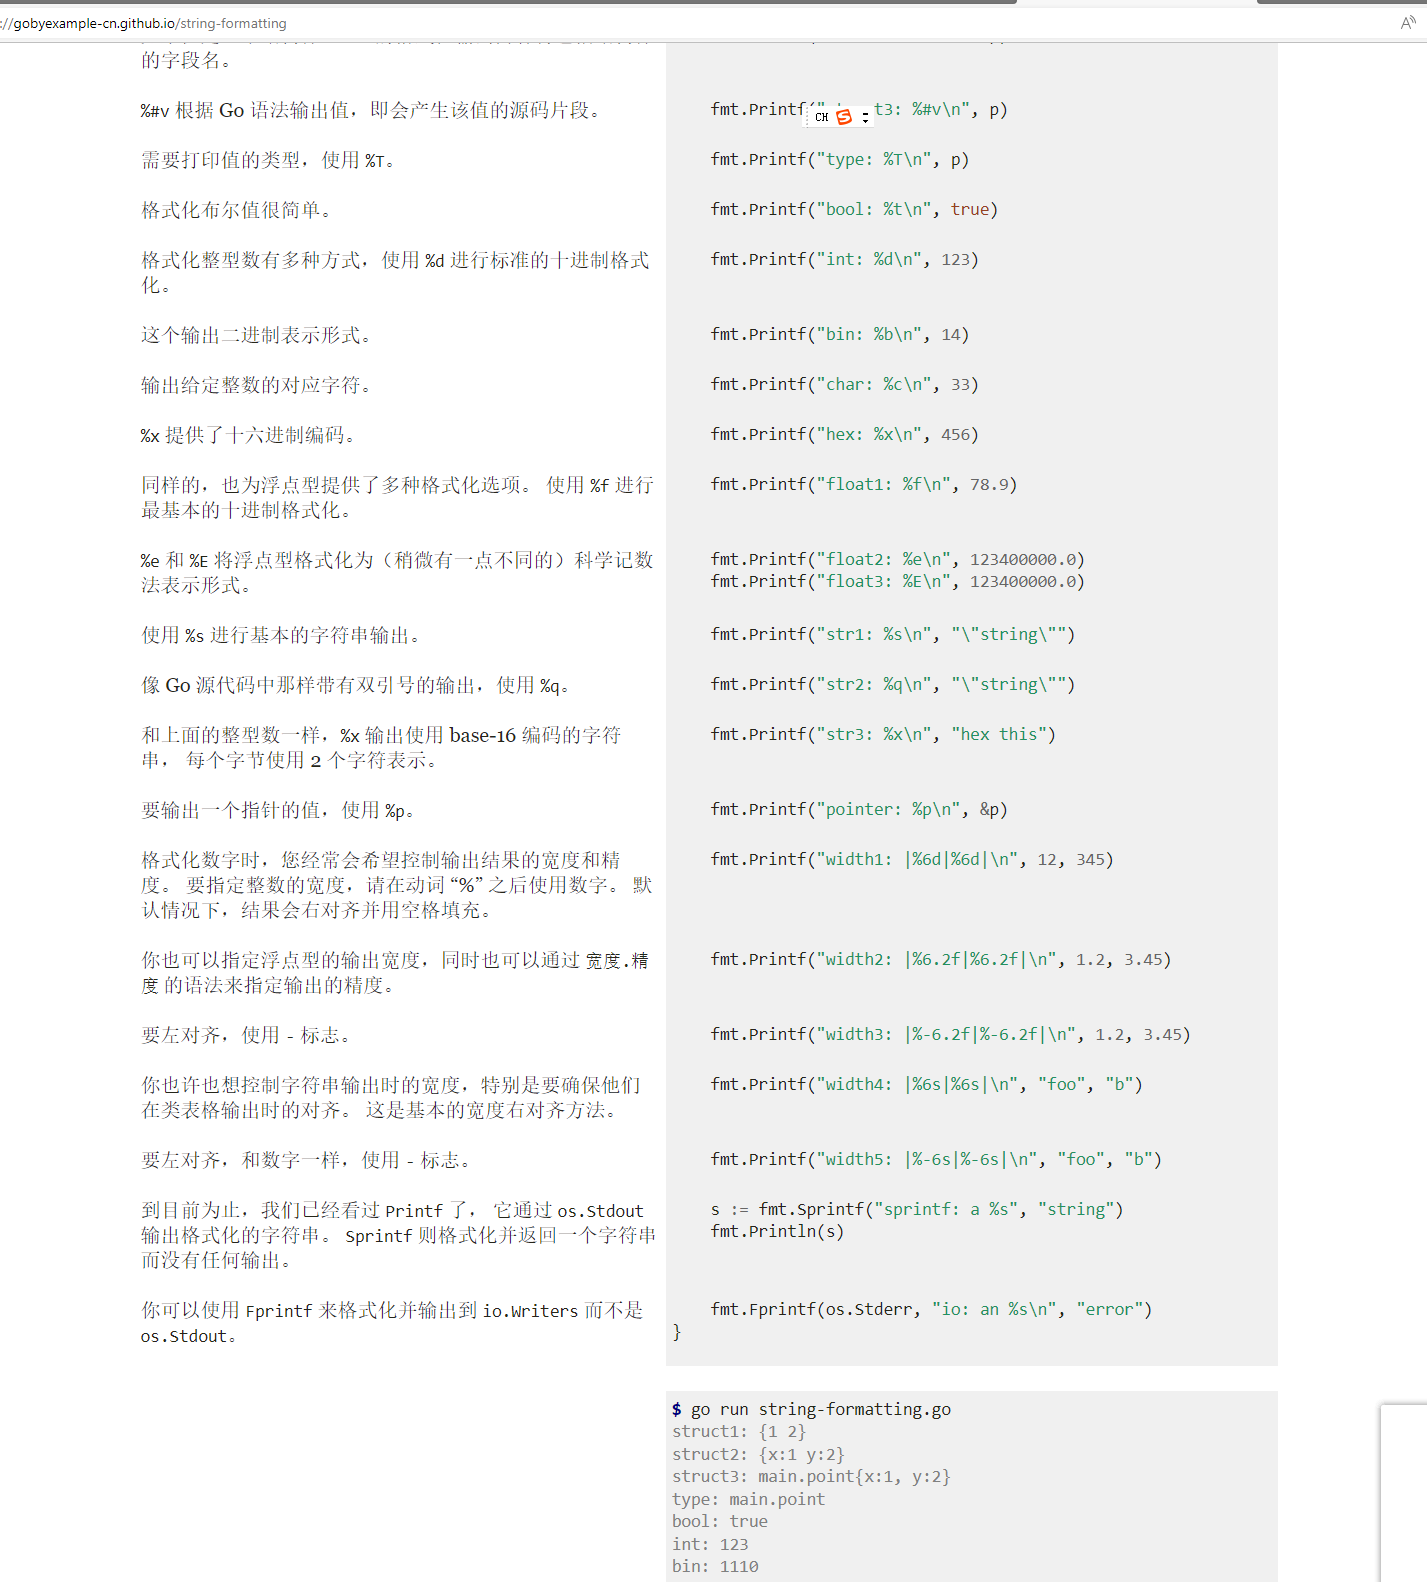 ://gobyexample-cn.github.io/string-formatting
的字段名。
%#v 根据 Go 语法输出值，即会产生该值的源码片段。
fmt.Printf(" t3: %#v\n", p)
CH
需要打印值的类型，使用 %T。
fmt.Printf("type: %T\n", p)
格式化布尔值很简单。
fmt.Printf("bool: %t\n", true)
格式化整型数有多种方式，使用 %d 进行标准的十进制格式
化。
fmt.Printf("int: %d\n", 123)
这个输出二进制表示形式。
fmt.Printf("bin: %b\n", 14)
输出给定整数的对应字符。
fmt.Printf("char: %c\n", 33)
%x 提供了十六进制编码。
fmt.Printf("hex: %x\n", 456)
同样的，也为浮点型提供了多种格式化选项。 使用 %f 进行
最基本的十进制格式化。
fmt.Printf("float1: %f\n", 78.9)
%e 和 %E 将浮点型格式化为（稍微有一点不同的）科学记数
法表示形式。
fmt.Printf("float2: %e\n", 123400000.0)
fmt.Printf("float3: %E\n", 123400000.0)
使用 %s 进行基本的字符串输出。
fmt.Printf("str1: %s\n", "\"string\"")
像 Go 源代码中那样带有双引号的输出，使用 %q。
fmt.Printf("str2: %q\n", "\"string\"")
和上面的整型数一样，%x 输出使用 base-16 编码的字符
串， 每个字节使用 2 个字符表示。
fmt.Printf("str3: %x\n", "hex this")
要输出一个指针的值，使用 %p。
fmt.Printf("pointer: %p\n", &p)
格式化数字时，您经常会希望控制输出结果的宽度和精
度。 要指定整数的宽度，请在动词 “%” 之后使用数字。 默
认情况下，结果会右对齐并用空格填充。
fmt.Printf("width1: |%6d|%6d|\n", 12, 345)
你也可以指定浮点型的输出宽度，同时也可以通过 宽度.精
度 的语法来指定输出的精度。
fmt.Printf("width2: |%6.2f|%6.2f|\n", 1.2, 3.45)
要左对齐，使用 - 标志。
fmt.Printf("width3: |%-6.2f|%-6.2f|\n", 1.2, 3.45)
你也许也想控制字符串输出时的宽度，特别是要确保他们
在类表格输出时的对齐。 这是基本的宽度右对齐方法。
fmt.Printf("width4: |%6s|%6s|\n", "foo", "b")
要左对齐，和数字一样，使用 - 标志。
fmt.Printf("width5: |%-6s|%-6s|\n", "foo", "b")
到目前为止，我们已经看过 Printf 了， 它通过 os.Stdout
输出格式化的字符串。 Sprintf 则格式化并返回一个字符串
而没有任何输出。
s := fmt.Sprintf("sprintf: a %s", "string")
fmt.Println(s)
你可以使用 Fprintf 来格式化并输出到 io.Writers 而不是
os.Stdout。
fmt.Fprintf(os.Stderr, "io: an %s\n", "error")
}
$ go run string-formatting.go
struct1: {1 2}
struct2: {x:1 y:2}
struct3: main.point{x:1, y:2}
type: main.point
bool: true
int: 123
bin: 1110